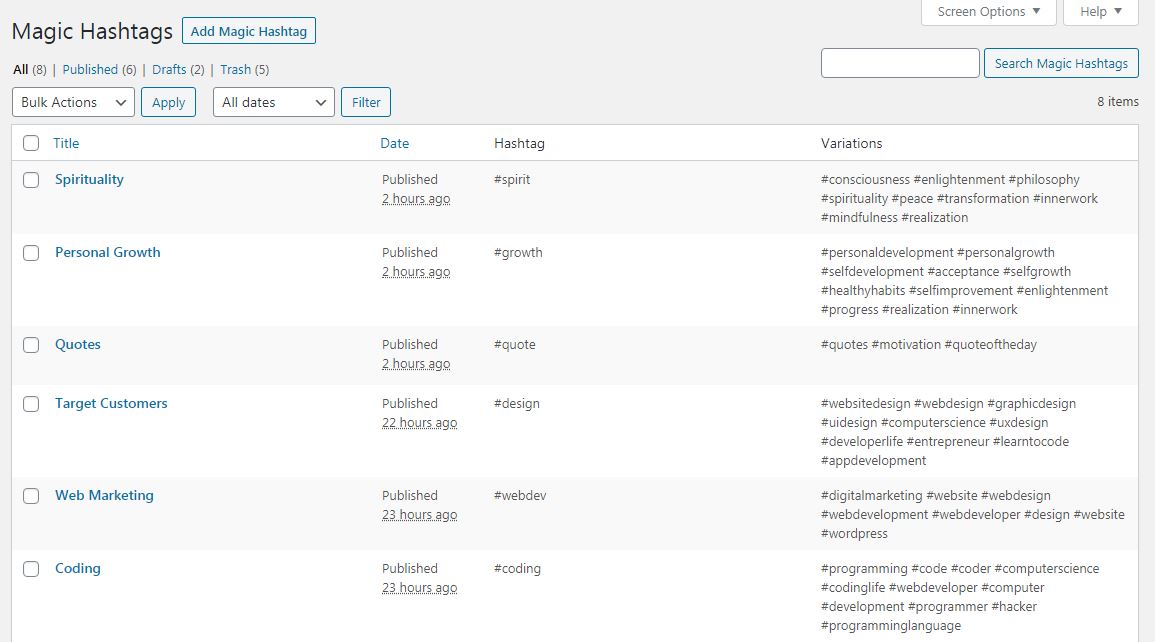 Screen Options ▼ Help ▼
Magic Hashtags Add Magic Hashtag
All (8) | Published (6) | Drafts (2) | Trash (5)
Search Magic Hashtags
Bulk Actions Apply All dates Filter
8 items
Title Date Hashtag Variations
Spirituality Published #spirit #consciousness #enlightenment #philosophy
2 hours ago #spirituality #peace #transformation #innerwork
#mindfulness #realization
Personal Growth Published #growth #personaldevelopment #personalgrowth
2 hours ago #selfdevelopment #acceptance #selfgrowth
#healthyhabits #selfimprovement #enlightenment
#progress #realization #innerwork
Quotes Published #quote #quotes #motivation #quoteoftheday
2 hours ago
Target Customers Published #design #websitedesign #webdesign #graphicdesign
22 hours ago #uidesign #computerscience #uxdesign
#developerlife #entrepreneur #learntocode
#appdevelopment
Web Marketing Published #webdev #digitalmarketing #website #webdesign
23 hours ago #webdevelopment #webdeveloper #design #website
#wordpress
Coding Published #coding #programming #code #coder #computerscience
23 hours ago #codinglife #webdeveloper #computer
#development #programmer #hacker
#programminglanguage